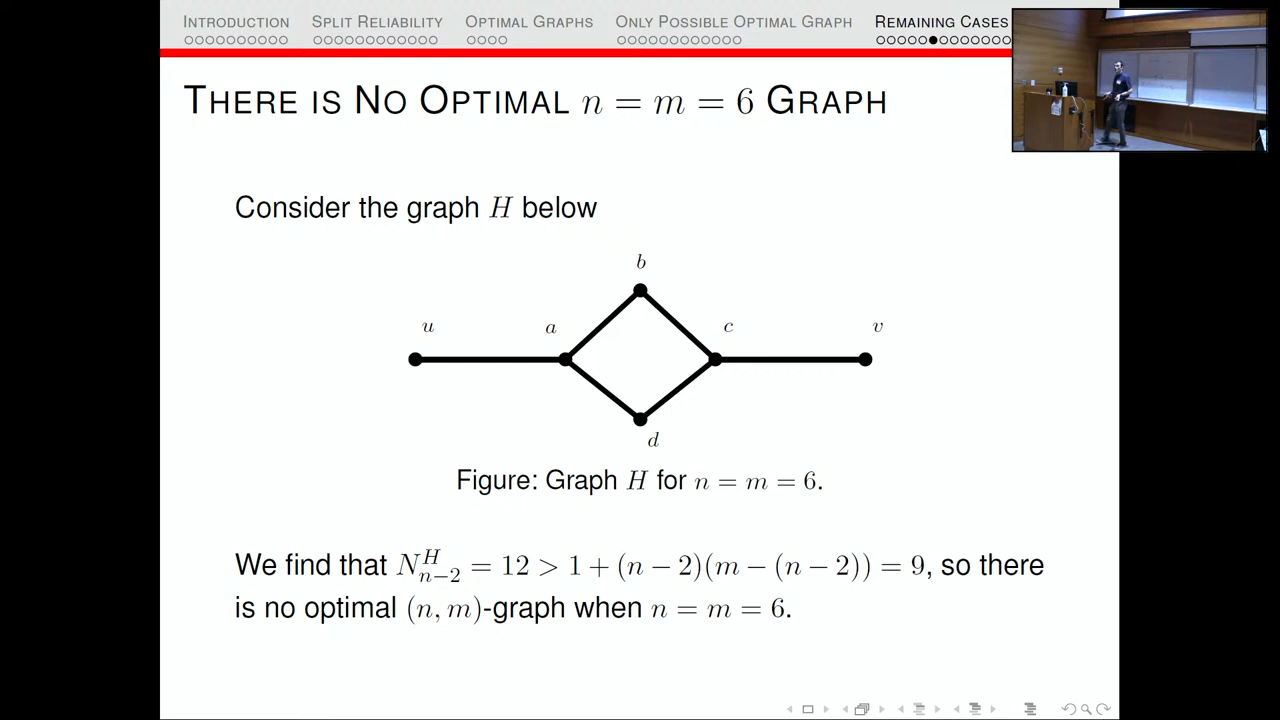 INTRODUCTION SPLIT RELIABILITY OPTIMAL GRAPHS ONLY POSSIBLE OPTIMAL GRAPH REMAINING CASES
THERE IS NO OPTIMAL n = m = 6 GRAPH
Consider the graph H below
b
u a c v
d
Figure: Graph H for n = m = 6.
We find that N_{n−2}^{H} = 12 > 1 + (n − 2)(m − (n − 2)) = 9, so there
is no optimal (n, m)-graph when n = m = 6.